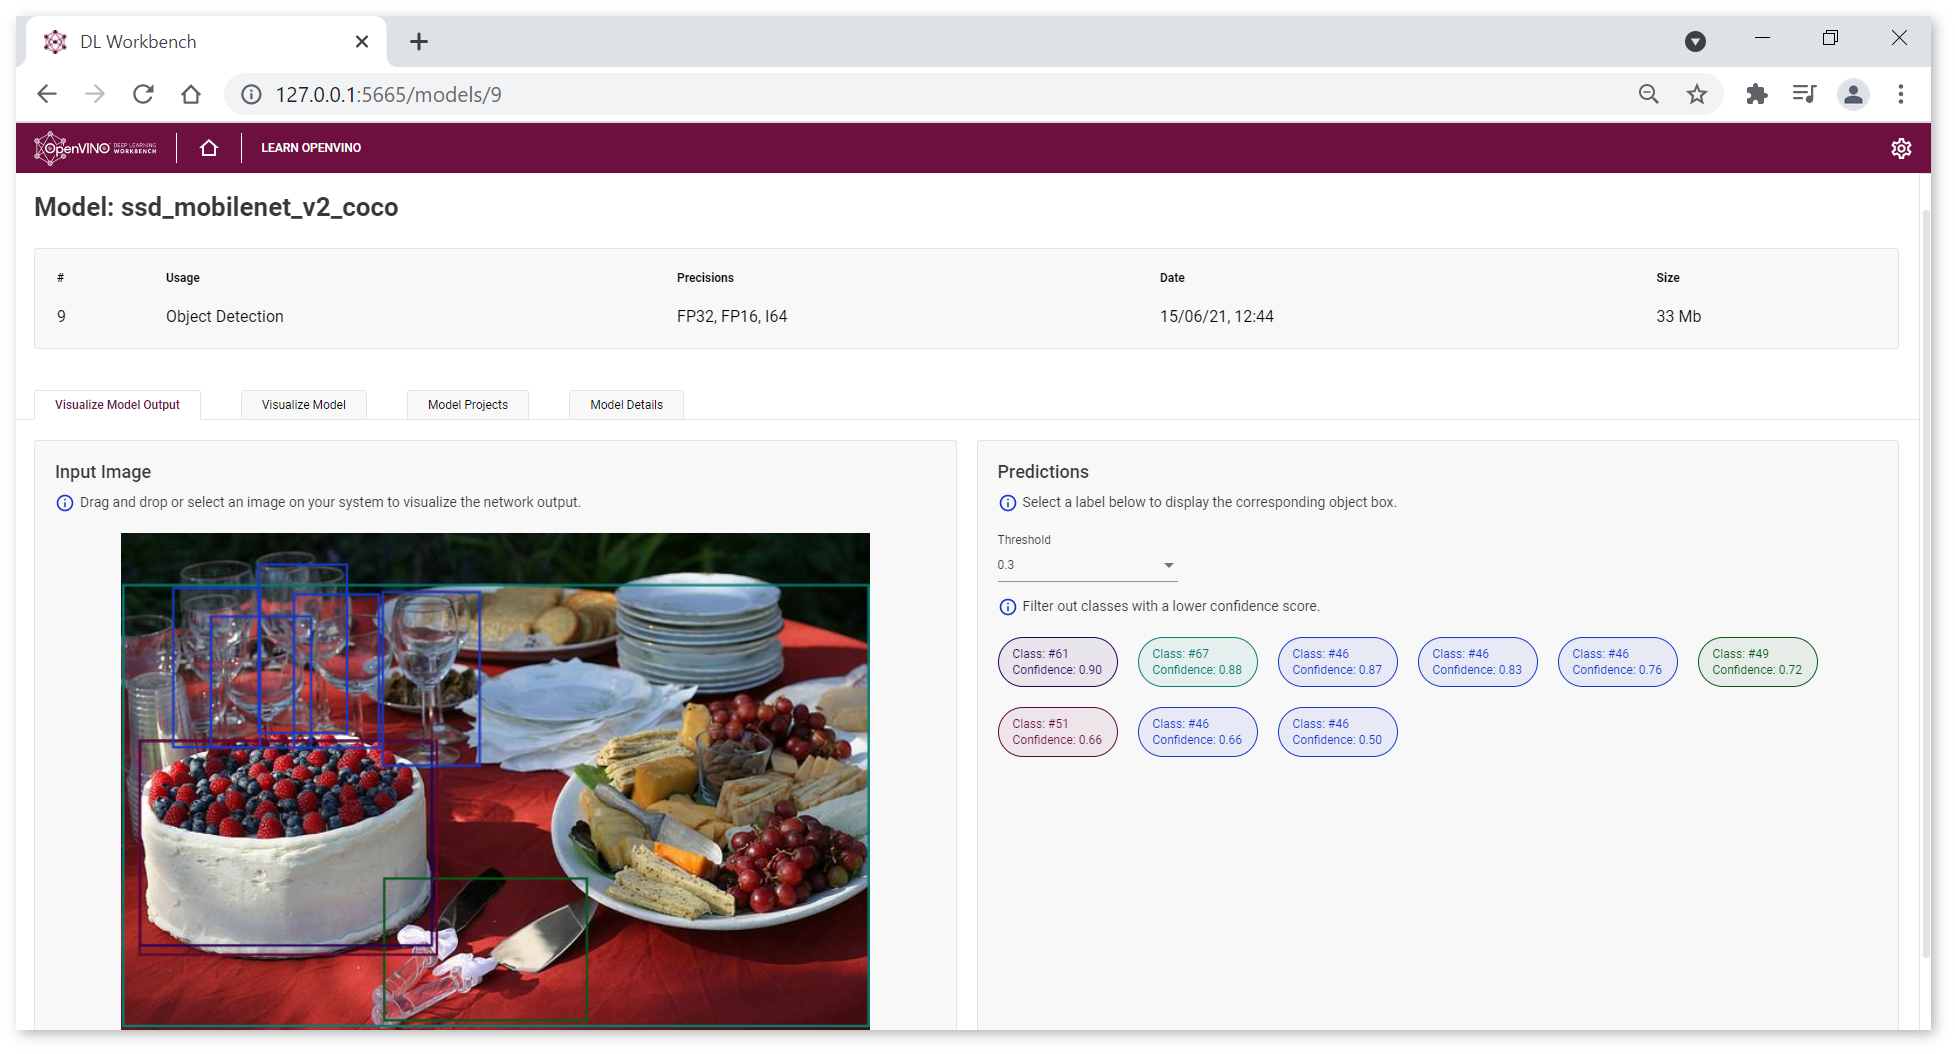 DL Workbench
127.0.0.1:5665/models/9
OpenVINO DEEP LEARNING WORKBENCH
LEARN OPENVINO
Model: ssd_mobilenet_v2_coco
# Usage Precisions Date Size
9 Object Detection FP32, FP16, I64 15/06/21, 12:44 33 Mb
Visualize Model Output Visualize Model Model Projects Model Details
Input Image
Drag and drop or select an image on your system to visualize the network output.
Predictions
Select a label below to display the corresponding object box.
Threshold
0.3
Filter out classes with a lower confidence score.
Class: #61 Class: #67 Class: #46 Class: #46 Class: #46 Class: #49
Confidence: 0.90 Confidence: 0.88 Confidence: 0.87 Confidence: 0.83 Confidence: 0.76 Confidence: 0.72
Class: #51 Class: #46 Class: #46
Confidence: 0.66 Confidence: 0.66 Confidence: 0.50